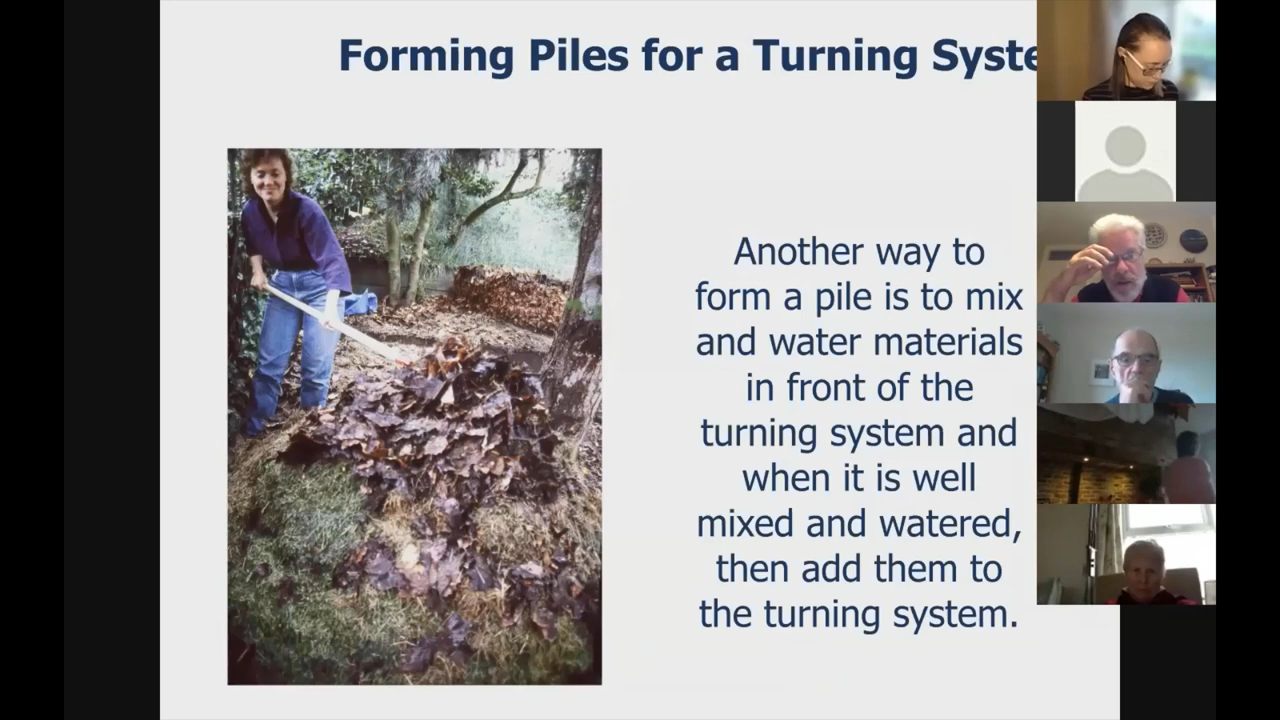 Forming Piles for a Turning Syste
Another way to
form a pile is to mix
and water materials
in front of the
turning system and
when it is well
mixed and watered,
then add them to
the turning system.